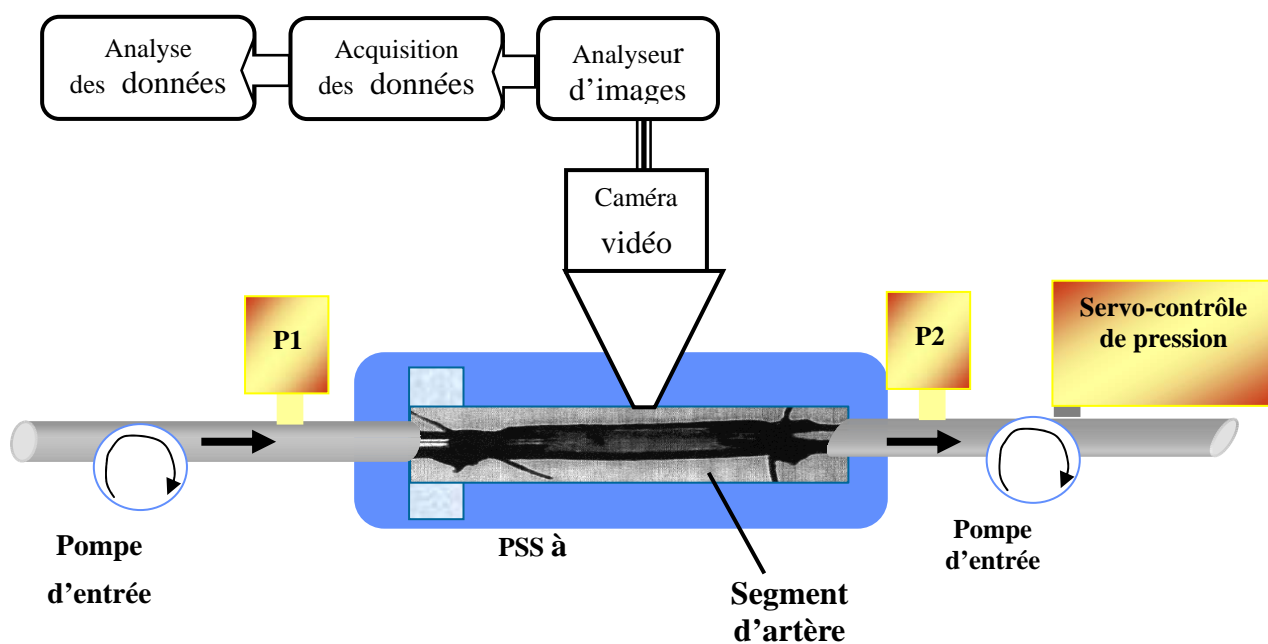 Analyse
des données
Acquisition
des données
Analyseur
d'images
Caméra
vidéo
P1
P2
Servo-contrôle
de pression
Pompe
d'entrée
PSS à
Segment
d'artère
Pompe
d'entrée